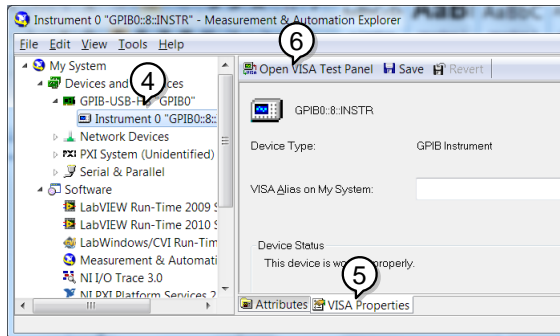 Instrument 0 "GPIB0::8::INSTR" - Measurement & Automation Explorer
File Edit View Tools Help
6
My System
Open VISA Test Panel Save Revert
4
Devices and
GPIB-USB-H "GPIB0"
GPIB0::8::INSTR
Instrument 0 "GPIB0::8::
Network Devices
Device Type: GPIB Instrument
PXI System (Unidentified)
Serial & Parallel
VISA Alias on My System:
Software
LabVIEW Run-Time 2009 S
LabVIEW Run-Time 2010 S
LabWindows/CVI Run-Tim
Device Status
Measurement & Automati
This device is properly.
5
NI I/O Trace 3.0
NI PXI Platform Services 2
Attributes VISA Properties